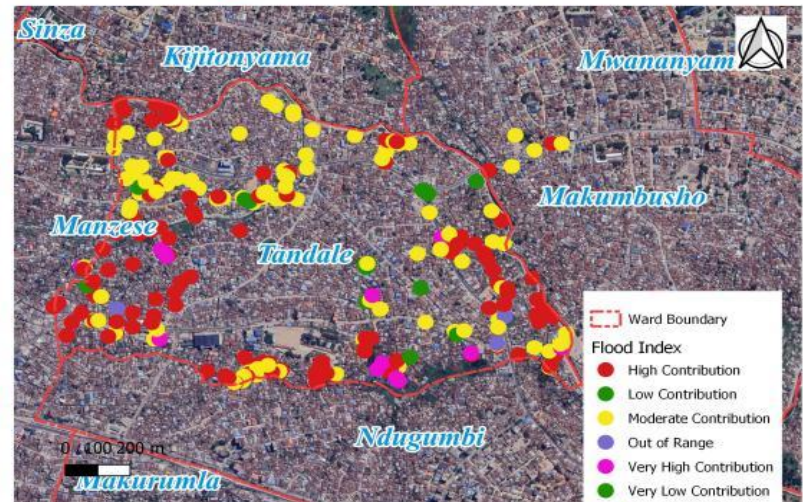 Sinza
Kijitonyama
Mwananyam
Makumbusho
Manzese
Tandale
Ndugumbi
Makurumla
0 100 200 m
Ward Boundary
Flood Index
High Contribution
Low Contribution
Moderate Contribution
Out of Range
Very High Contribution
Very Low Contribution